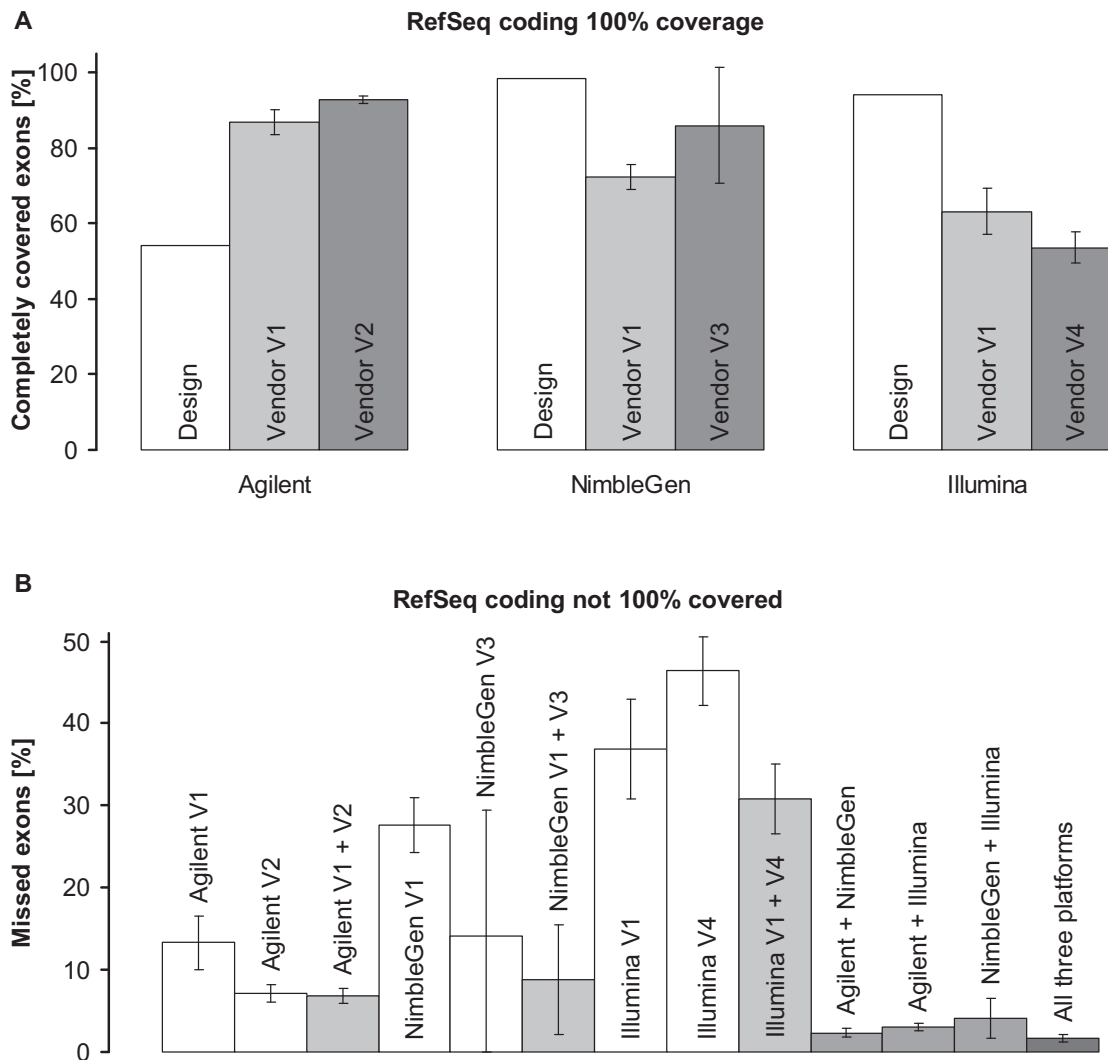 A
RefSeq coding 100% coverage
Completely covered exons [%]
100
80
60
40
20
0
Design
Vendor V1
Vendor V2
Design
Vendor V1
Vendor V3
Design
Vendor V1
Vendor V4
Agilent
NimbleGen
Illumina
B
RefSeq coding not 100% covered
Missed exons [%]
50
40
30
20
10
0
Agilent V1
Agilent V2
Agilent V1 + V2
NimbleGen V1
NimbleGen V3
NimbleGen V1 + V3
Illumina V1
Illumina V4
Illumina V1 + V4
Agilent + NimbleGen
Agilent + Illumina
NimbleGen + Illumina
All three platforms